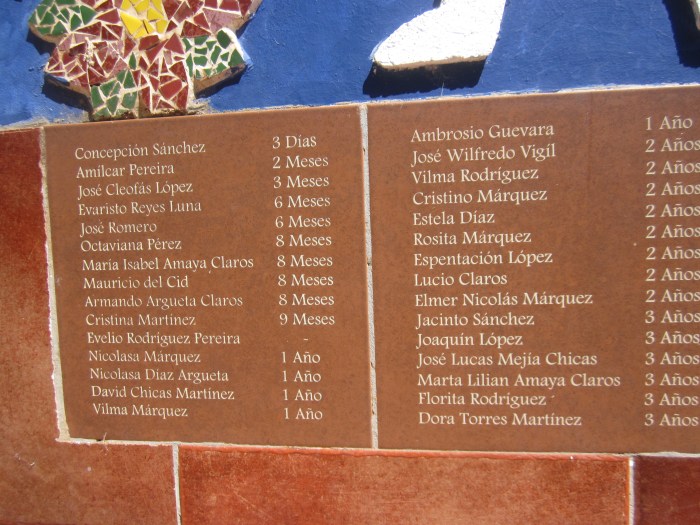 Concepción Sánchez 3 Días
Amílcar Pereira 2 Meses
José Cleofás López 3 Meses
Evaristo Reyes Luna 6 Meses
José Romero 6 Meses
Octaviana Pérez 8 Meses
María Isabel Amaya Claros 8 Meses
Mauricio del Cid 8 Meses
Armando Argueta Claros 8 Meses
Cristina Martínez 9 Meses
Evelio Rodríguez Pereira -
Nicolasa Márquez 1 Año
Nicolasa Díaz Argueta 1 Año
David Chicas Martínez 1 Año
Vilma Márquez 1 Año
Ambrosio Guevara 1 Año
José Wilfredo Vigíl 2 Años
Vilma Rodríguez 2 Años
Cristino Márquez 2 Años
Estela Díaz 2 Años
Rosita Márquez 2 Años
Espentación López 2 Años
Lucio Claros 2 Años
Elmer Nicolás Márquez 2 Años
Jacinto Sánchez 3 Años
Joaquín López 3 Años
José Lucas Mejía Chicas 3 Años
Marta Lilian Amaya Claros 3 Años
Florita Rodríguez 3 Años
Dora Torres Martínez 3 Años